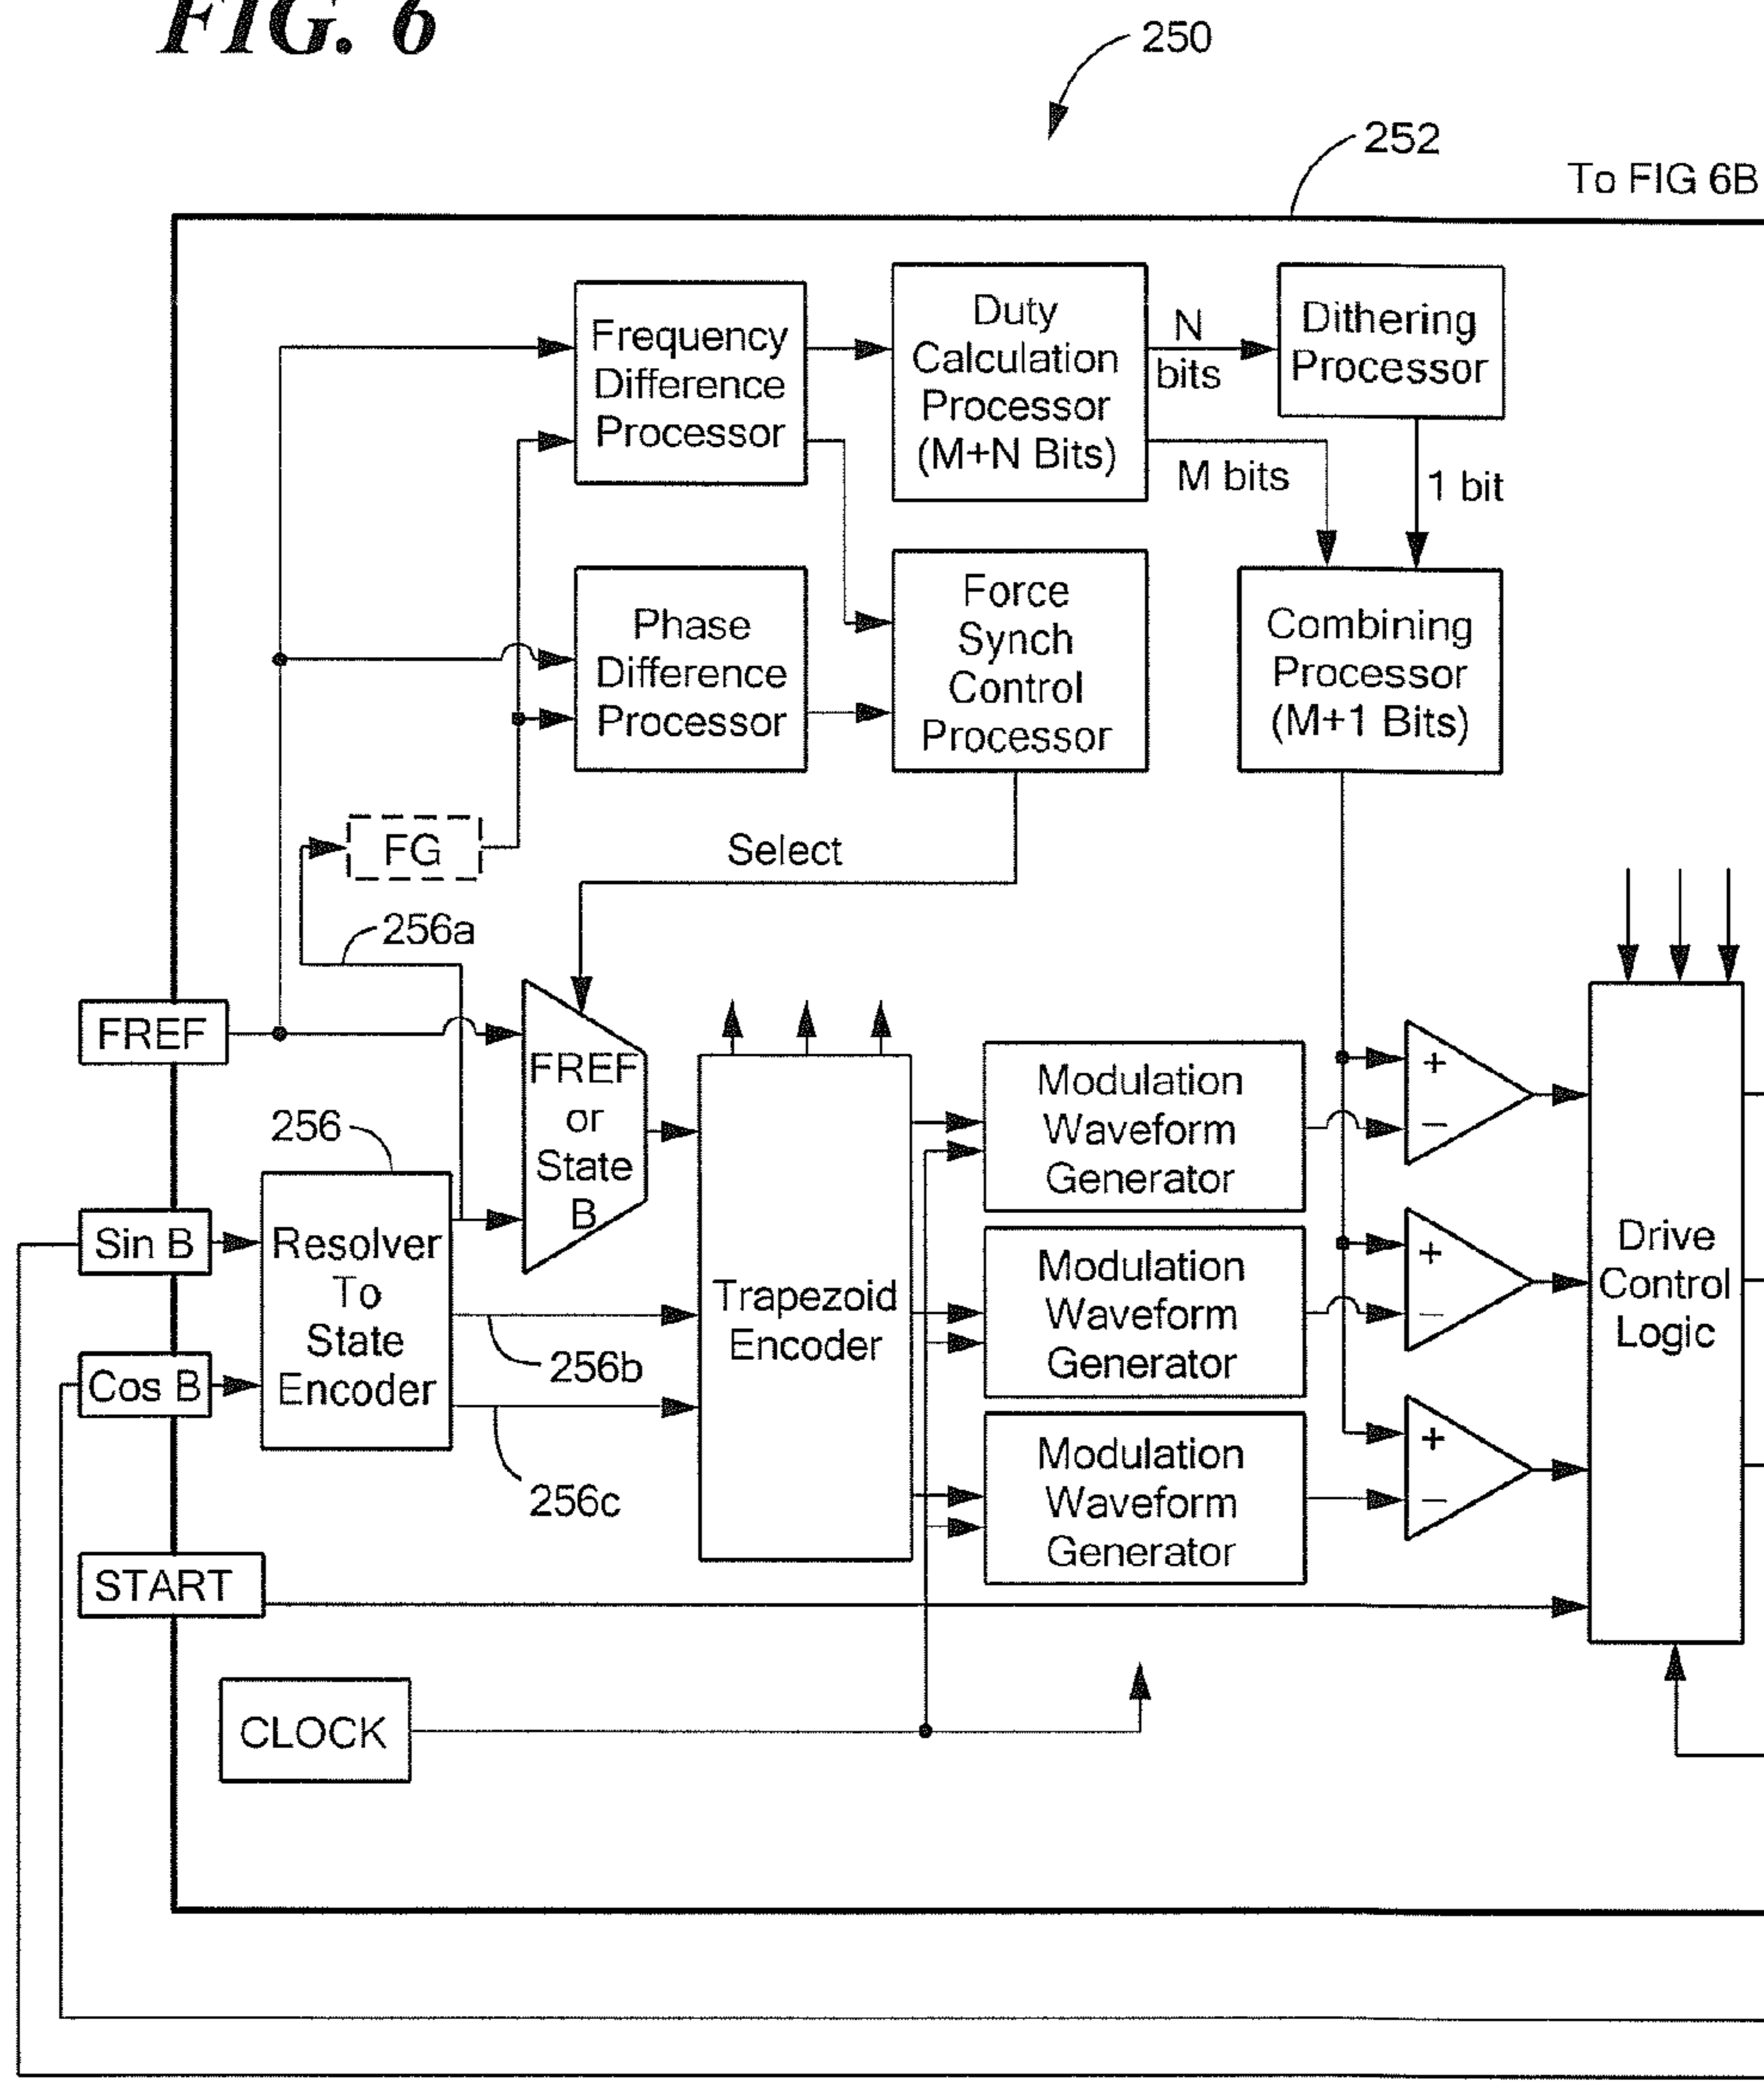 FIG. 6
250
252
To FIG 6B
Frequency
Difference
Processor
Duty
Calculation
Processor
(M+N Bits)
N
bits
Dithering
Processor
M bits
1 bit
Phase
Difference
Processor
Force
Synch
Control
Processor
Combining
Processor
(M+1 Bits)
FG
Select
256a
FREF
FREF
or
State
B
256
Sin B
Resolver
To
State
Encoder
Cos B
256b
256c
Trapezoid
Encoder
Modulation
Waveform
Generator
Modulation
Waveform
Generator
Modulation
Waveform
Generator
+
−
+
−
+
−
Drive
Control
Logic
START
CLOCK